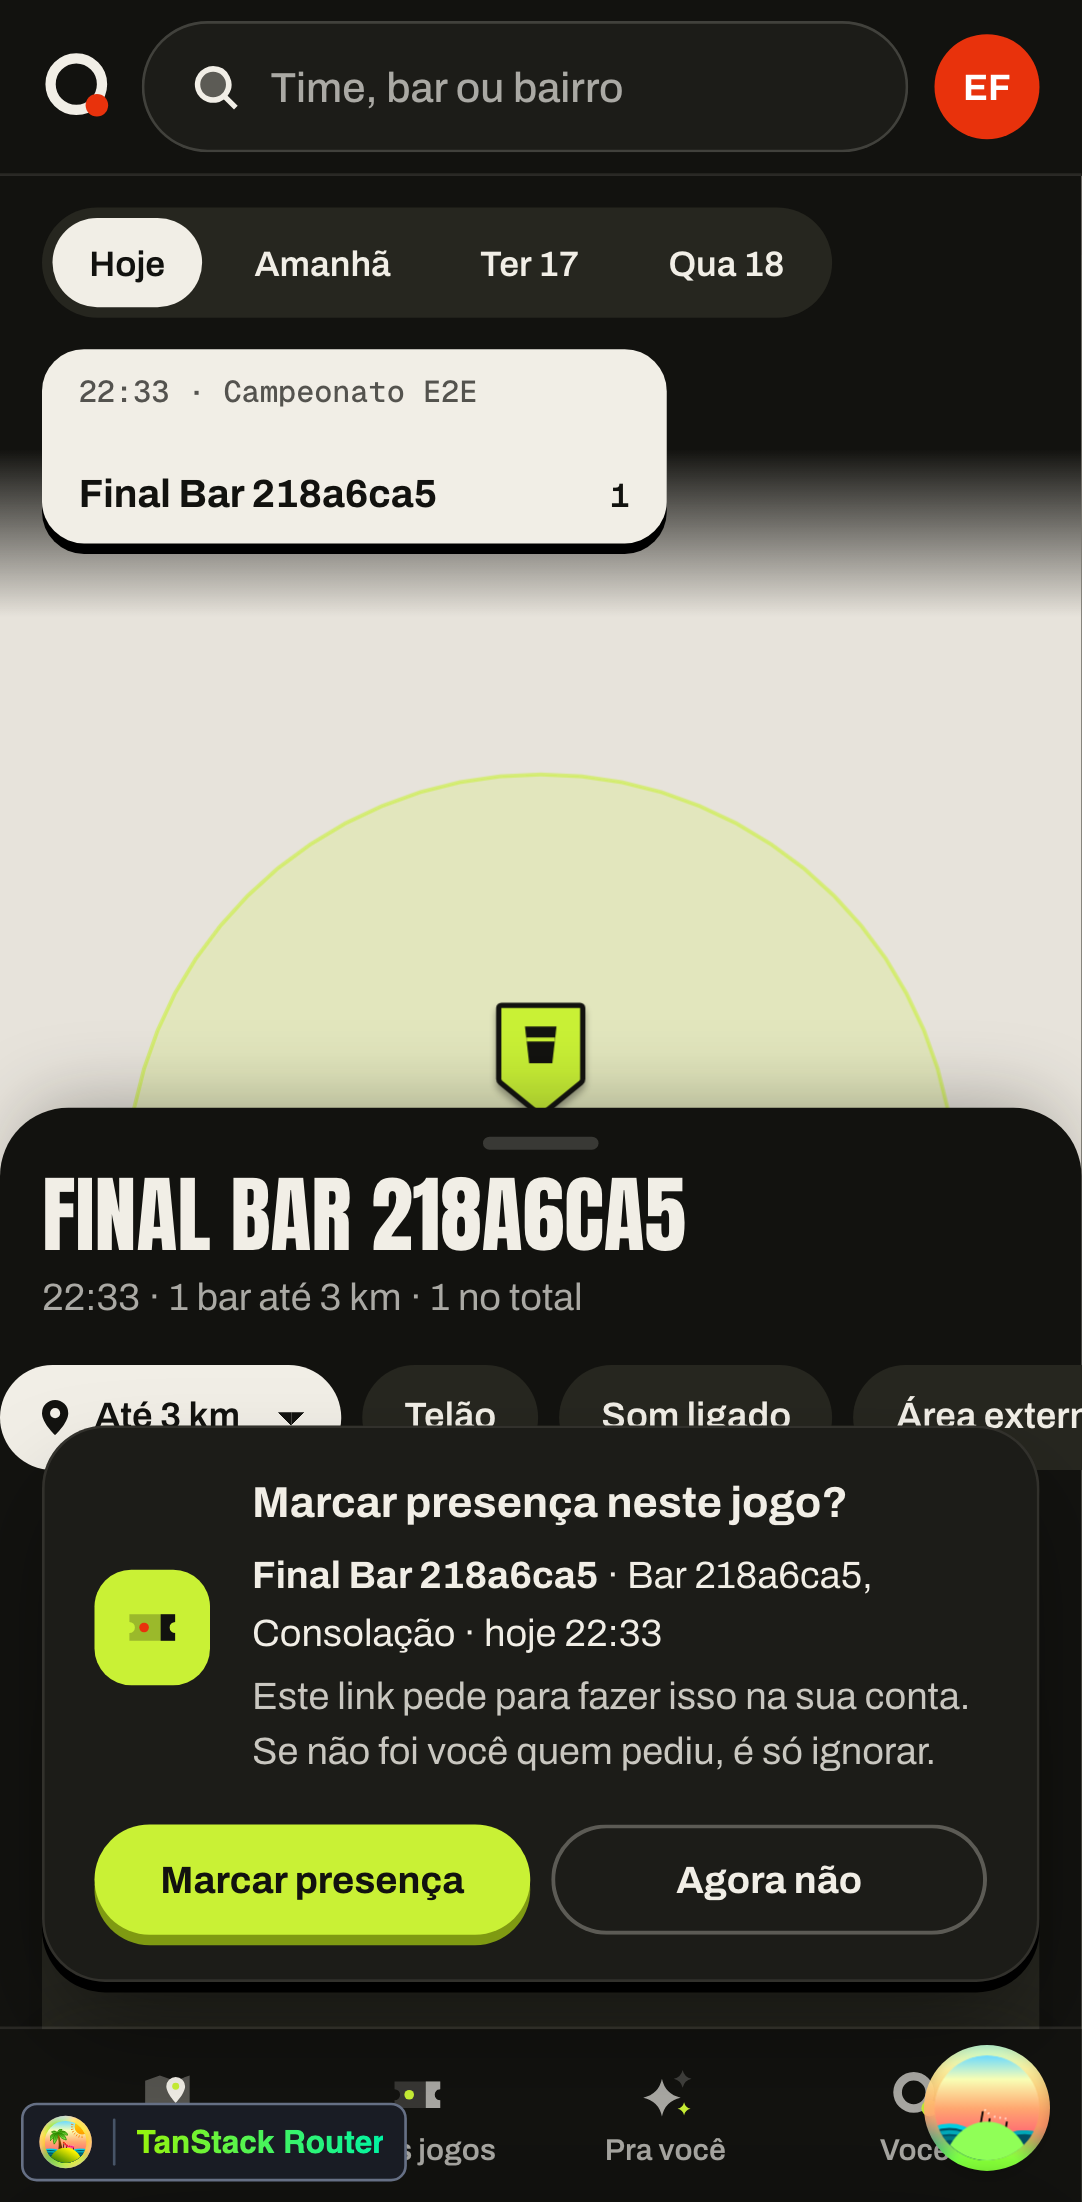 Time, bar ou bairro
EF
Hoje
Amanhã
Ter 17
Qua 18
22:33 · Campeonato E2E
Final Bar 218a6ca5
1
FINAL BAR 218A6CA5
22:33 · 1 bar até 3 km · 1 no total
Até 3 km
Telão
Som ligado
Área extern
Marcar presença neste jogo?
Final Bar 218a6ca5 · Bar 218a6ca5,
Consolação · hoje 22:33
Este link pede para fazer isso na sua conta.
Se não foi você quem pediu, é só ignorar.
Marcar presença
Agora não
TanStack Router
s jogos
Pra você
Você